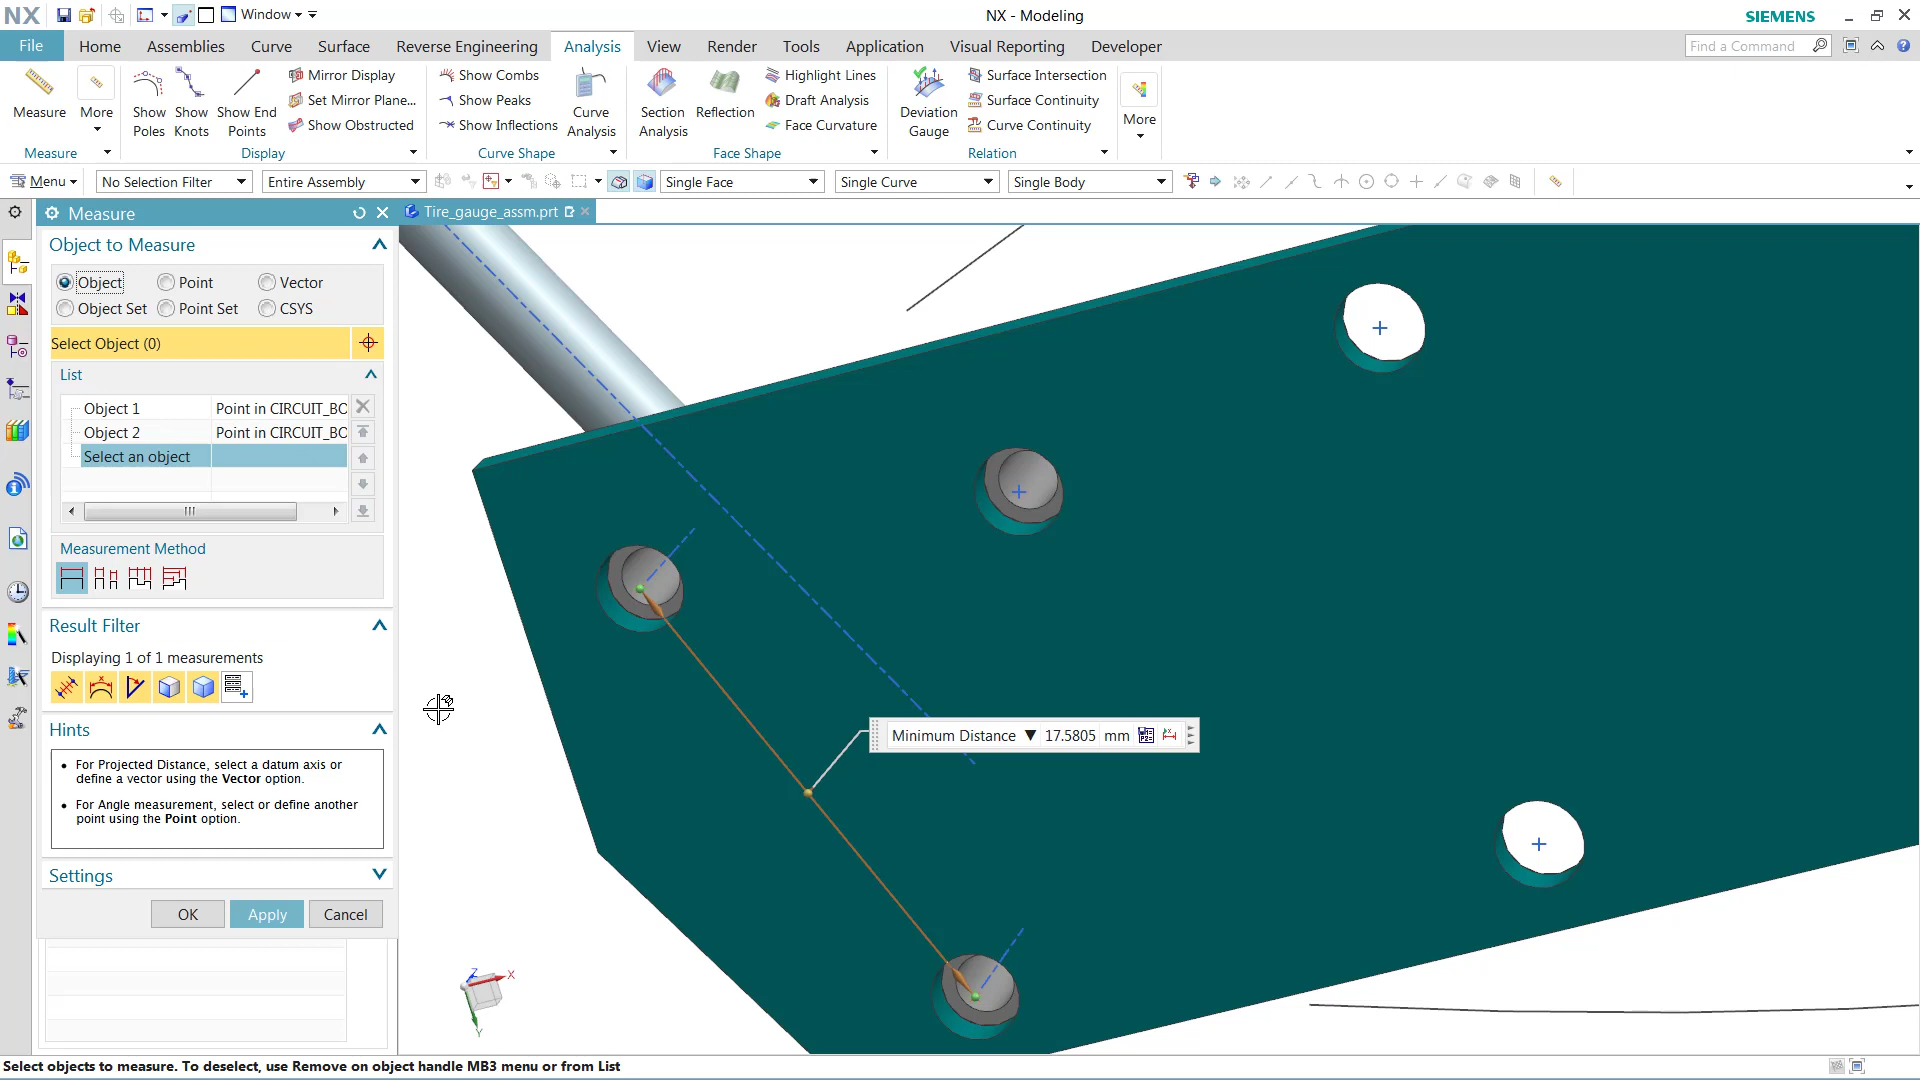 NX Window NX - Modeling SIEMENS
File Home Assemblies Curve Surface Reverse Engineering Analysis View Render Tools Application Visual Reporting Developer Find a Command
Measure
More
Show Poles
Show Knots
Show End Points
Mirror Display
Set Mirror Plane...
Show Obstructed
Show Combs
Show Peaks
Show Inflections
Curve Analysis
Section Analysis
Reflection
Highlight Lines
Draft Analysis
Face Curvature
Deviation Gauge
Surface Intersection
Surface Continuity
Curve Continuity
More
Measure Display Curve Shape Face Shape Relation
Menu No Selection Filter Entire Assembly Single Face Single Curve Single Body
Measure
Tire_gauge_assm.prt
Object to Measure
Object Point Vector
Object Set Point Set CSYS
Select Object (0)
List
Object 1 Point in CIRCUIT_BO
Object 2 Point in CIRCUIT_BO
Select an object
Measurement Method
Result Filter
Displaying 1 of 1 measurements
Hints
• For Projected Distance, select a datum axis or
define a vector using the Vector option.
• For Angle measurement, select or define another
point using the Point option.
Settings
OK Apply Cancel
Minimum Distance 17.5805 mm
Z
X
Y
Select objects to measure. To deselect, use Remove on object handle MB3 menu or from List